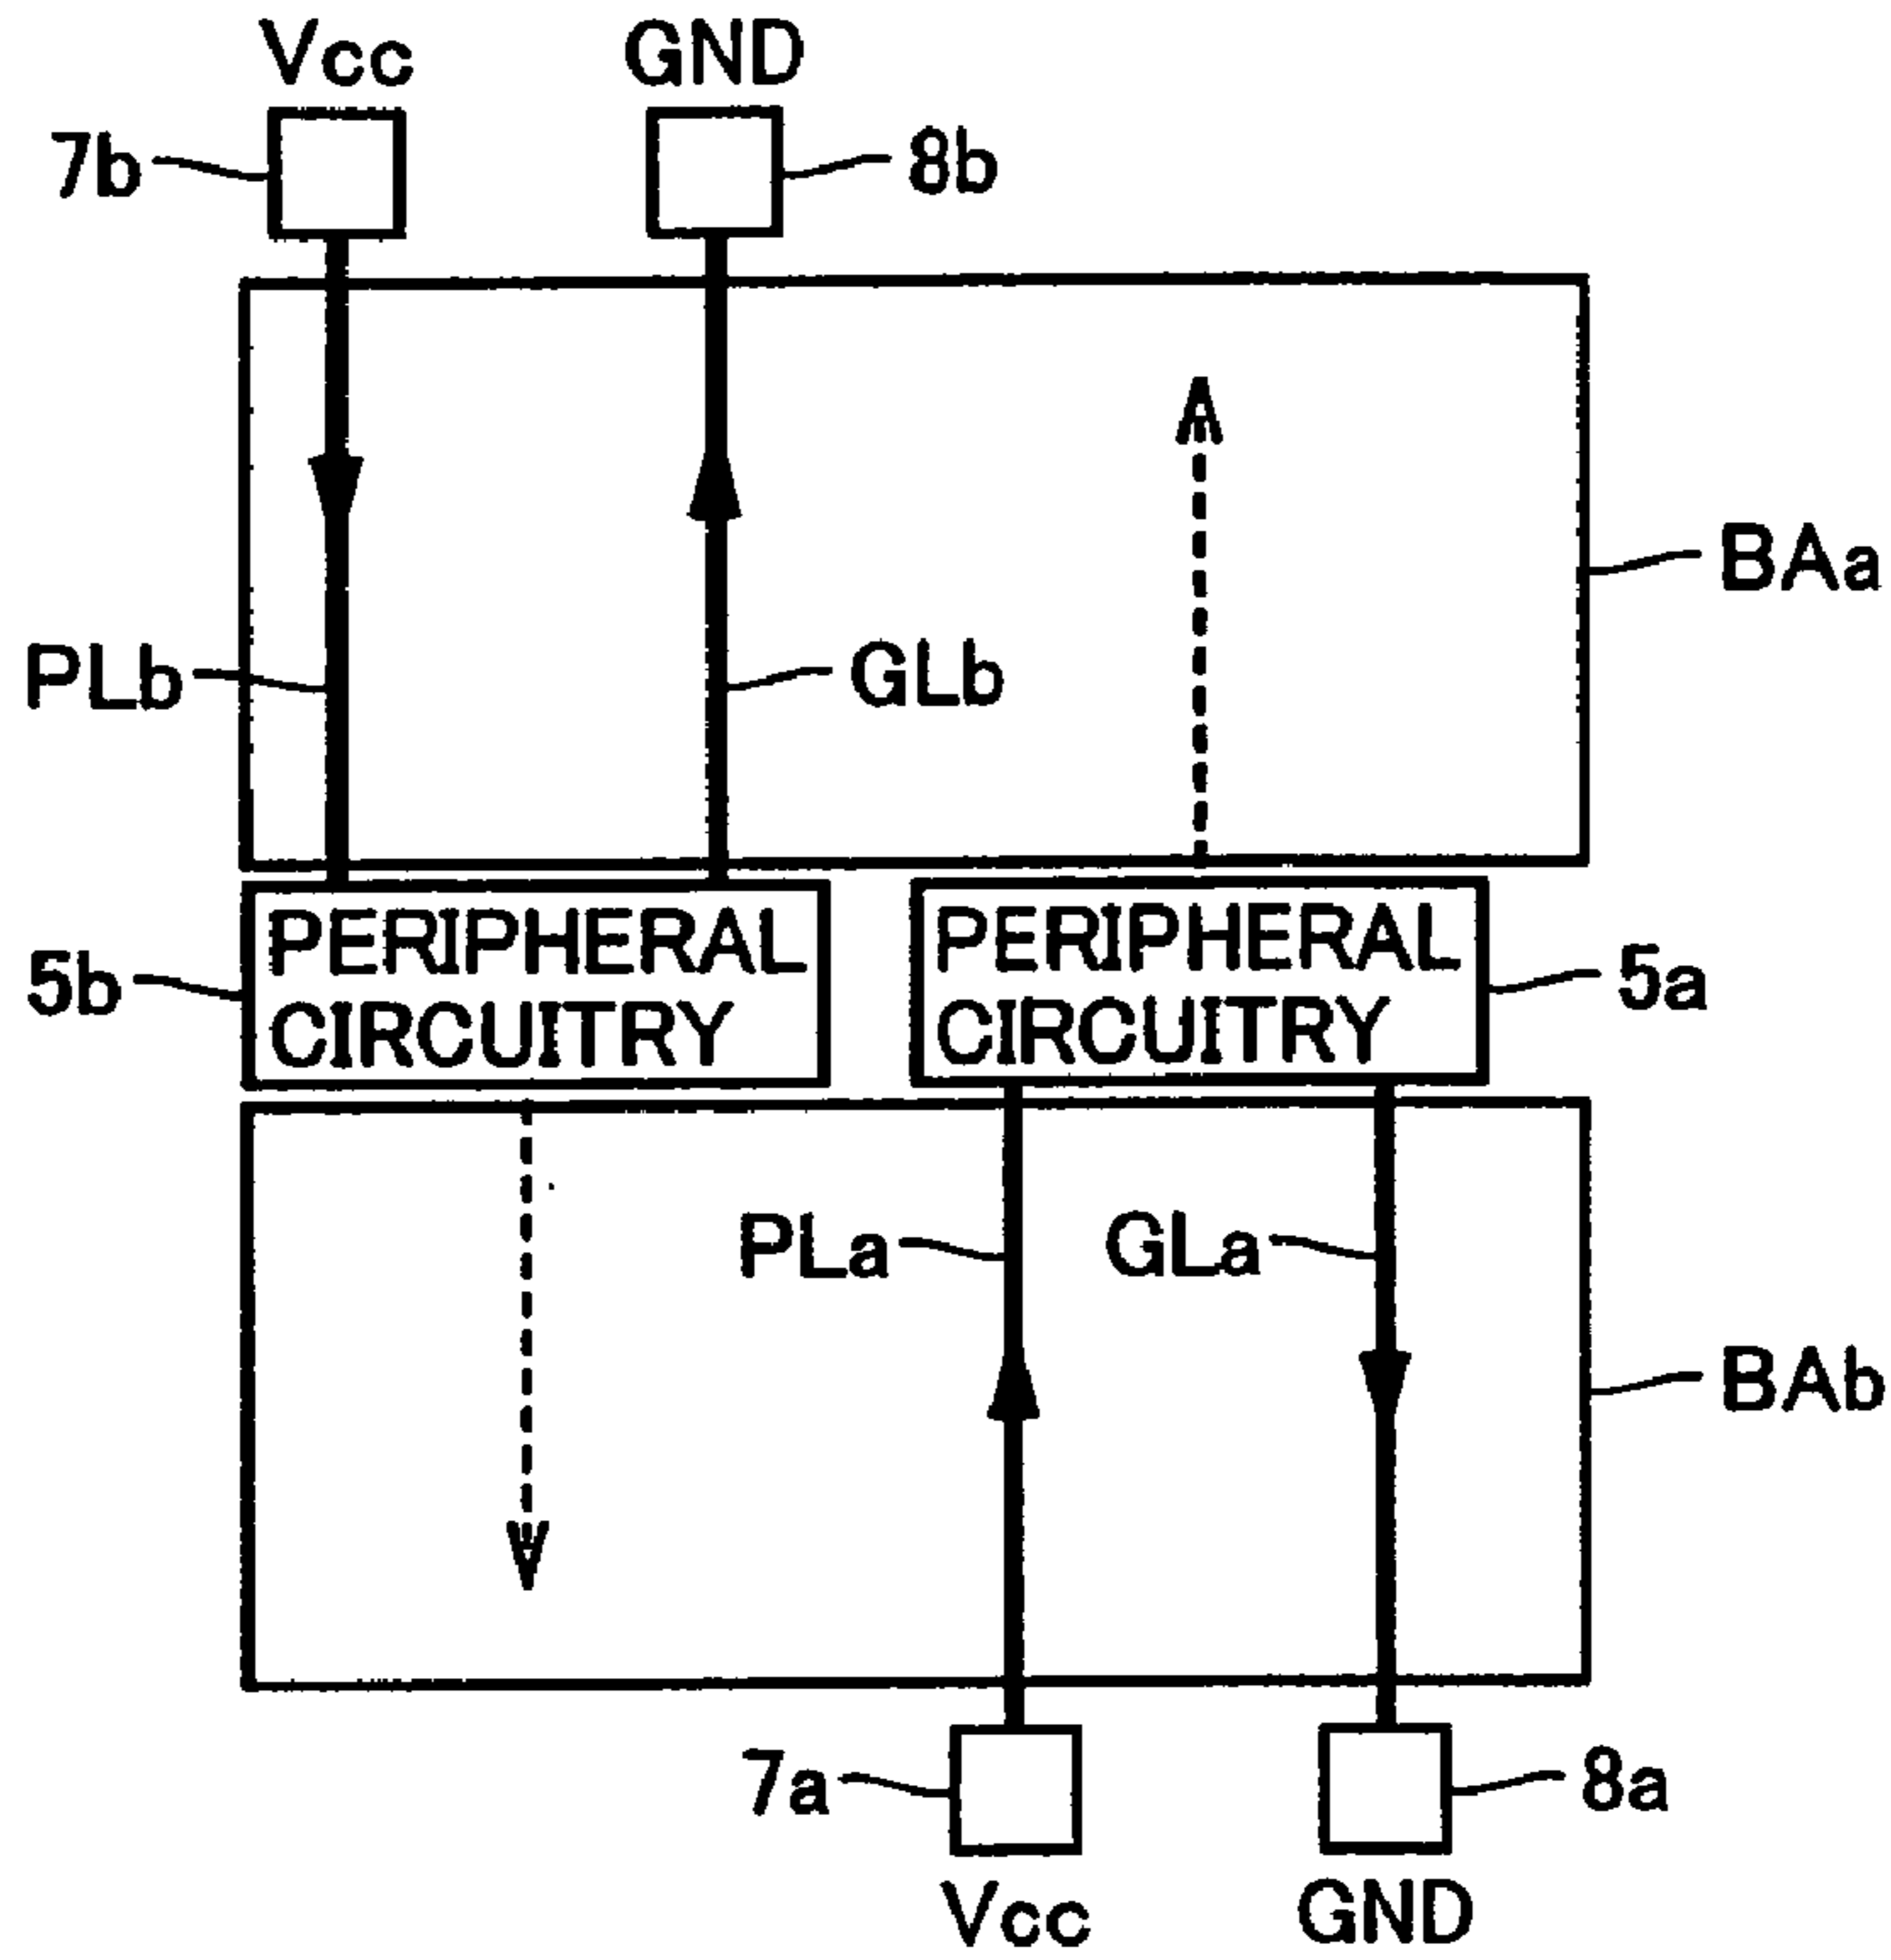 Vcc GND
7b 8b
BAa
PLb GLb
PERIPHERAL
CIRCUITRY
5b
PERIPHERAL
CIRCUITRY
5a
PLa GLa
BAb
7a 8a
Vcc GND